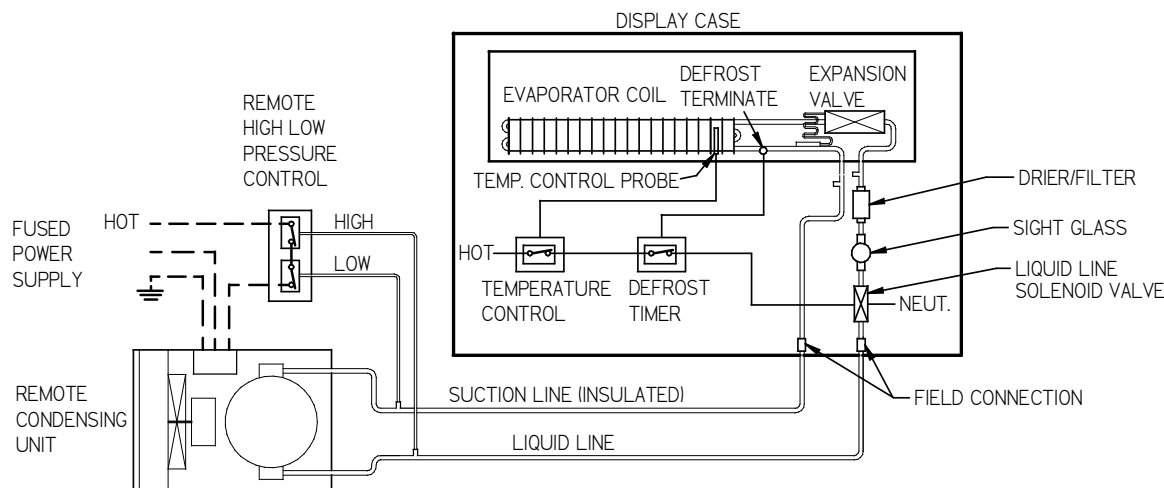 DISPLAY CASE
DEFROST
TERMINATE
EXPANSION
VALVE
EVAPORATOR COIL
REMOTE
HIGH LOW
PRESSURE
CONTROL
TEMP. CONTROL PROBE
DRIER/FILTER
FUSED
POWER
SUPPLY
HOT
HIGH
SIGHT GLASS
LOW
HOT
LIQUID LINE
SOLENOID VALVE
TEMPERATURE
CONTROL
DEFROST
TIMER
NEUT.
REMOTE
CONDENSING
UNIT
SUCTION LINE (INSULATED)
FIELD CONNECTION
LIQUID LINE